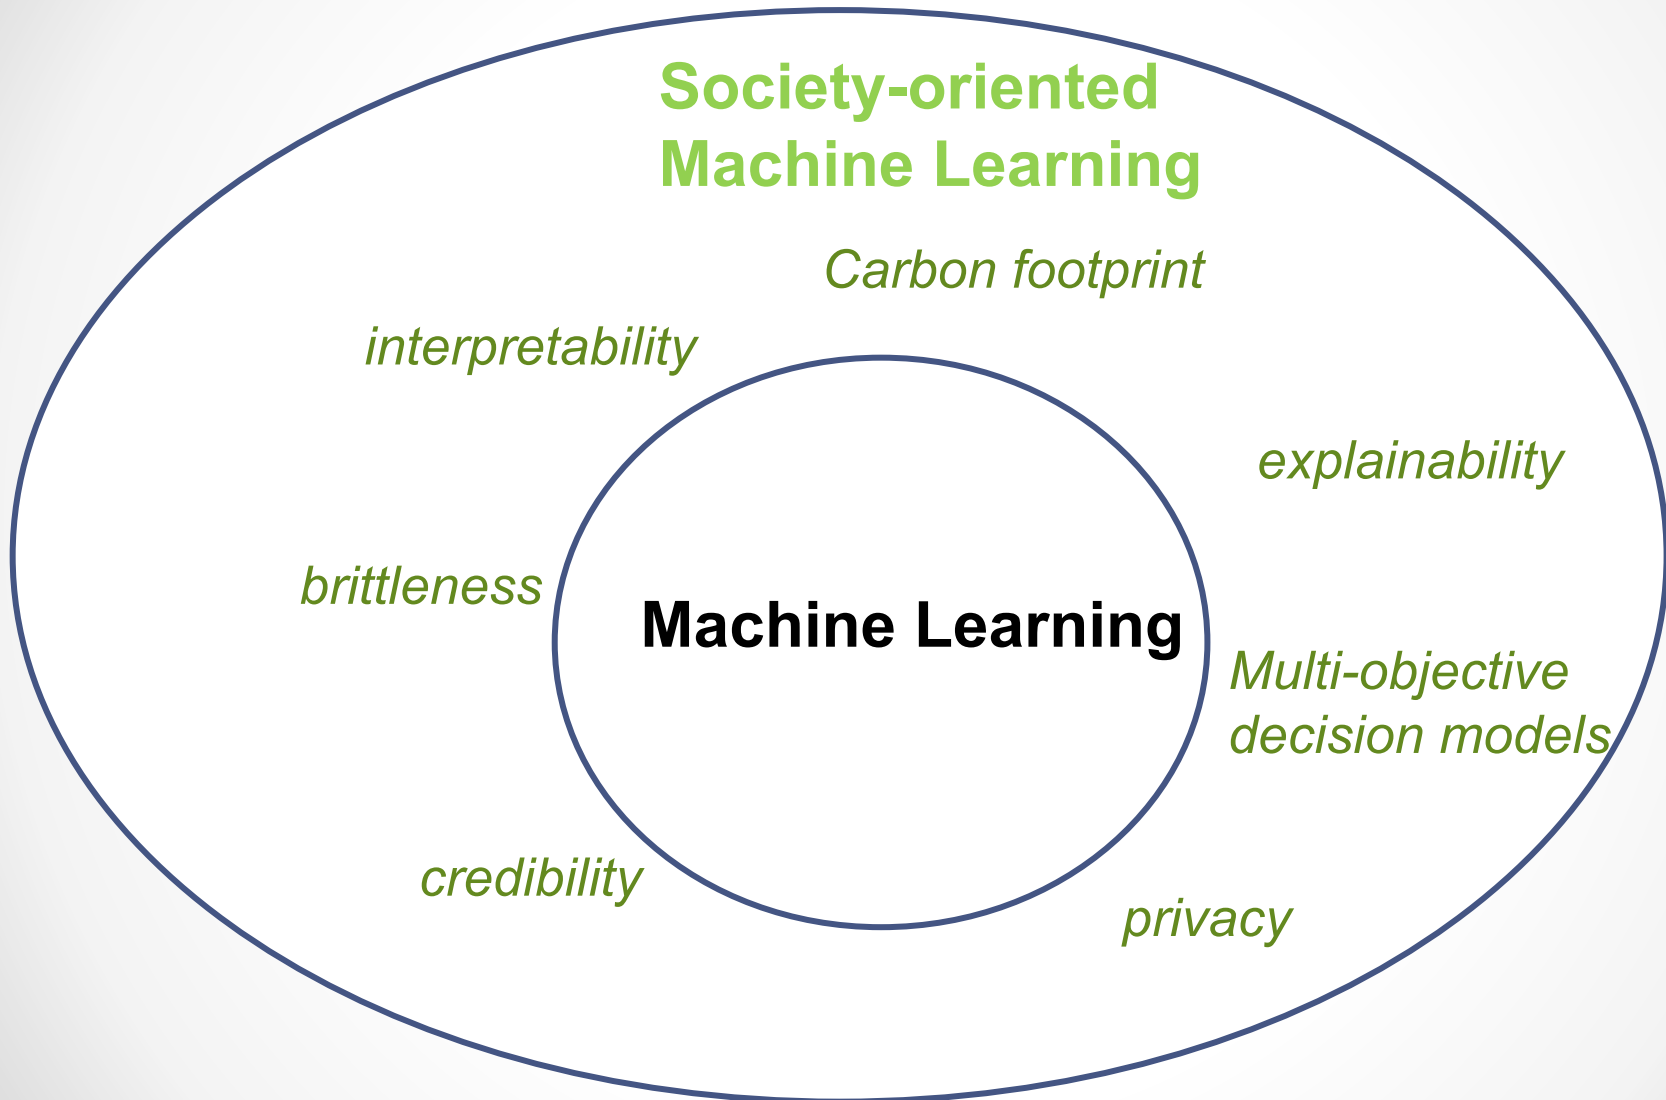 Society-oriented
Machine Learning
Carbon footprint
interpretability
explainability
brittleness
Machine Learning
Multi-objective
decision models
credibility
privacy